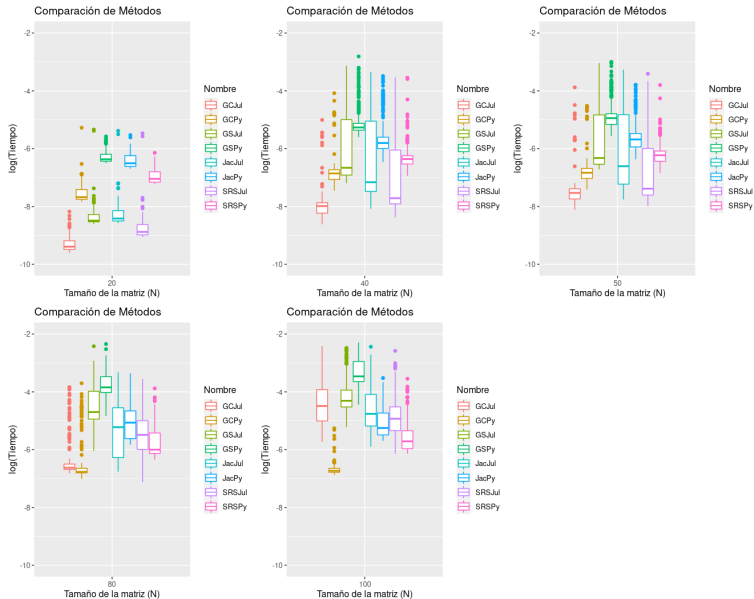 Comparación de Métodos
log(Tiempo)
-2
-4
-6
-8
-10
20
Tamaño de la matriz (N)
Nombre
GCJul
GCPy
GSJul
GSPy
JacJul
JacPy
SRSJul
SRSPy
Comparación de Métodos
log(Tiempo)
-2
-4
-6
-8
-10
40
Tamaño de la matriz (N)
Nombre
GCJul
GCPy
GSJul
GSPy
JacJul
JacPy
SRSJul
SRSPy
Comparación de Métodos
log(Tiempo)
-2
-4
-6
-8
-10
50
Tamaño de la matriz (N)
Nombre
GCJul
GCPy
GSJul
GSPy
JacJul
JacPy
SRSJul
SRSPy
Comparación de Métodos
log(Tiempo)
-2
-4
-6
-8
-10
80
Tamaño de la matriz (N)
Nombre
GCJul
GCPy
GSJul
GSPy
JacJul
JacPy
SRSJul
SRSPy
Comparación de Métodos
log(Tiempo)
-2
-4
-6
-8
-10
100
Tamaño de la matriz (N)
Nombre
GCJul
GCPy
GSJul
GSPy
JacJul
JacPy
SRSJul
SRSPy